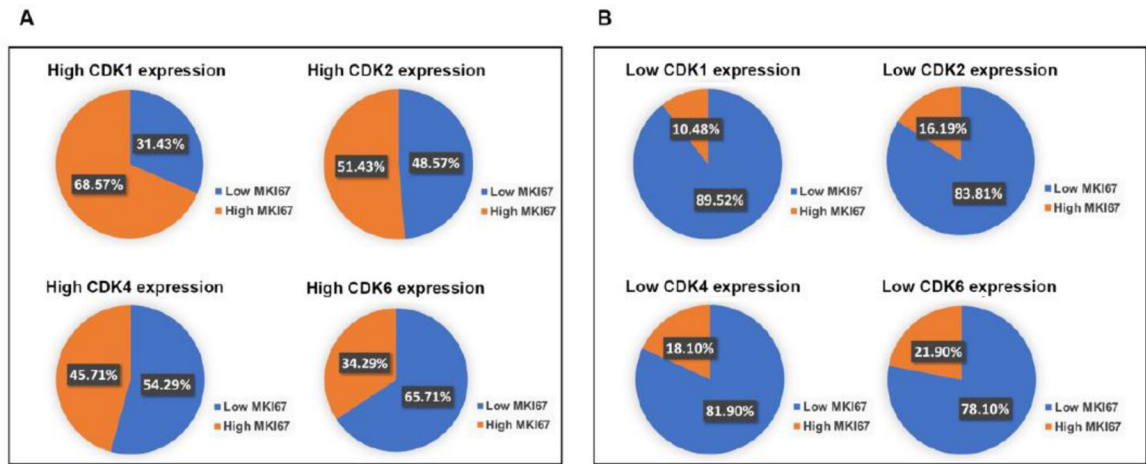 A
High CDK1 expression
31.43%
68.57%
Low MKI67
High MKI67
High CDK2 expression
51.43%
48.57%
Low MKI67
High MKI67
High CDK4 expression
45.71%
54.29%
Low MKI67
High MKI67
High CDK6 expression
34.29%
65.71%
Low MKI67
High MKI67
B
Low CDK1 expression
10.48%
89.52%
Low MKI67
High MKI67
Low CDK2 expression
16.19%
83.81%
Low MKI67
High MKI67
Low CDK4 expression
18.10%
81.90%
Low MKI67
High MKI67
Low CDK6 expression
21.90%
78.10%
Low MKI67
High MKI67